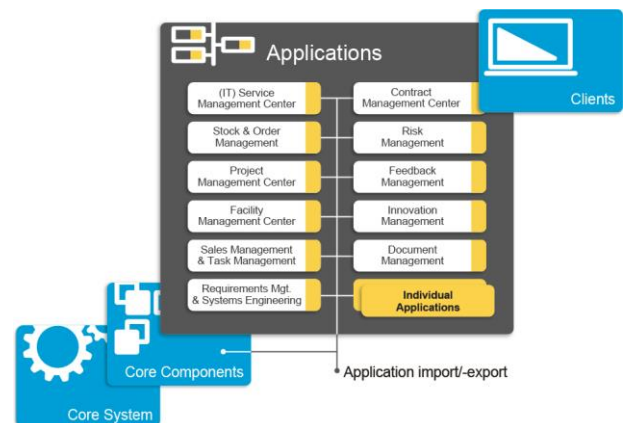 Applications
Clients
(IT) Service
Management Center
Contract
Management Center
Stock & Order
Management
Risk
Management
Project
Management Center
Feedback
Management
Facility
Management Center
Innovation
Management
Sales Management
& Task Management
Document
Management
Requirements Mgt.
& Systems Engineering
Individual
Applications
Core Components
Application import/-export
Core System